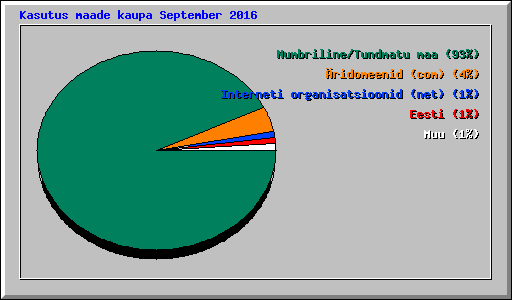 Kasutus maade kaupa September 2016
Numbriline/Tundmatu maa (93%)
Äridomeenid (com) (4%)
Interneti organisatsioonid (net) (1%)
Eesti (1%)
Muu (1%)